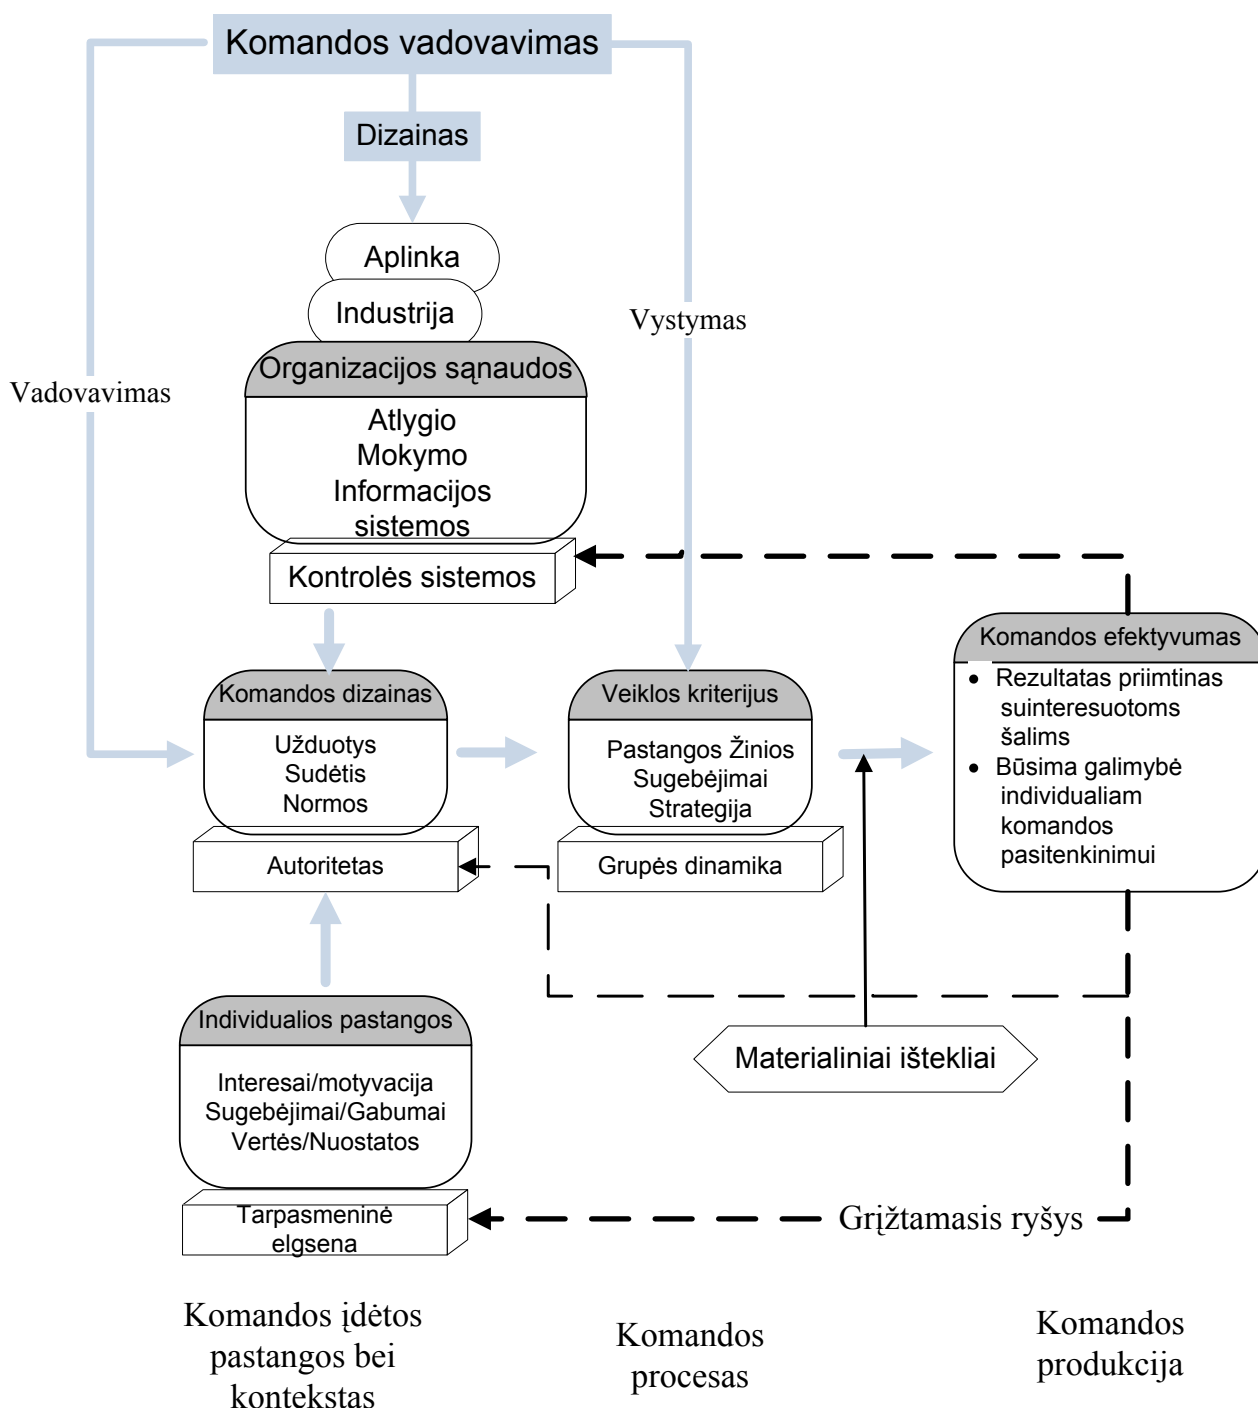 Komandos vadovavimas
Dizainas
Aplinka
Industrija
Vystymas
Vadovavimas
Organizacijos sąnaudos
Atlygio
Mokymo
Informacijos
sistemos
Kontrolės sistemos
Komandos dizainas
Užduotys
Sudėtis
Normos
Autoritetas
Veiklos kriterijus
Pastangos Žinios
Sugebėjimai
Strategija
Grupės dinamika
Komandos efektyvumas
• Rezultatas priimtinas
suinteresuotoms
šalims
• Būsima galimybė
individualiam
komandos
pasitenkinimui
Individualios pastangos
Interesai/motyvacija
Sugebėjimai/Gabumai
Vertės/Nuostatos
Tarpasmeninė
elgsena
Materialiniai ištekliai
Grįžtamasis ryšys
Komandos įdėtos
pastangos bei
kontekstas
Komandos
procesas
Komandos
produkcija